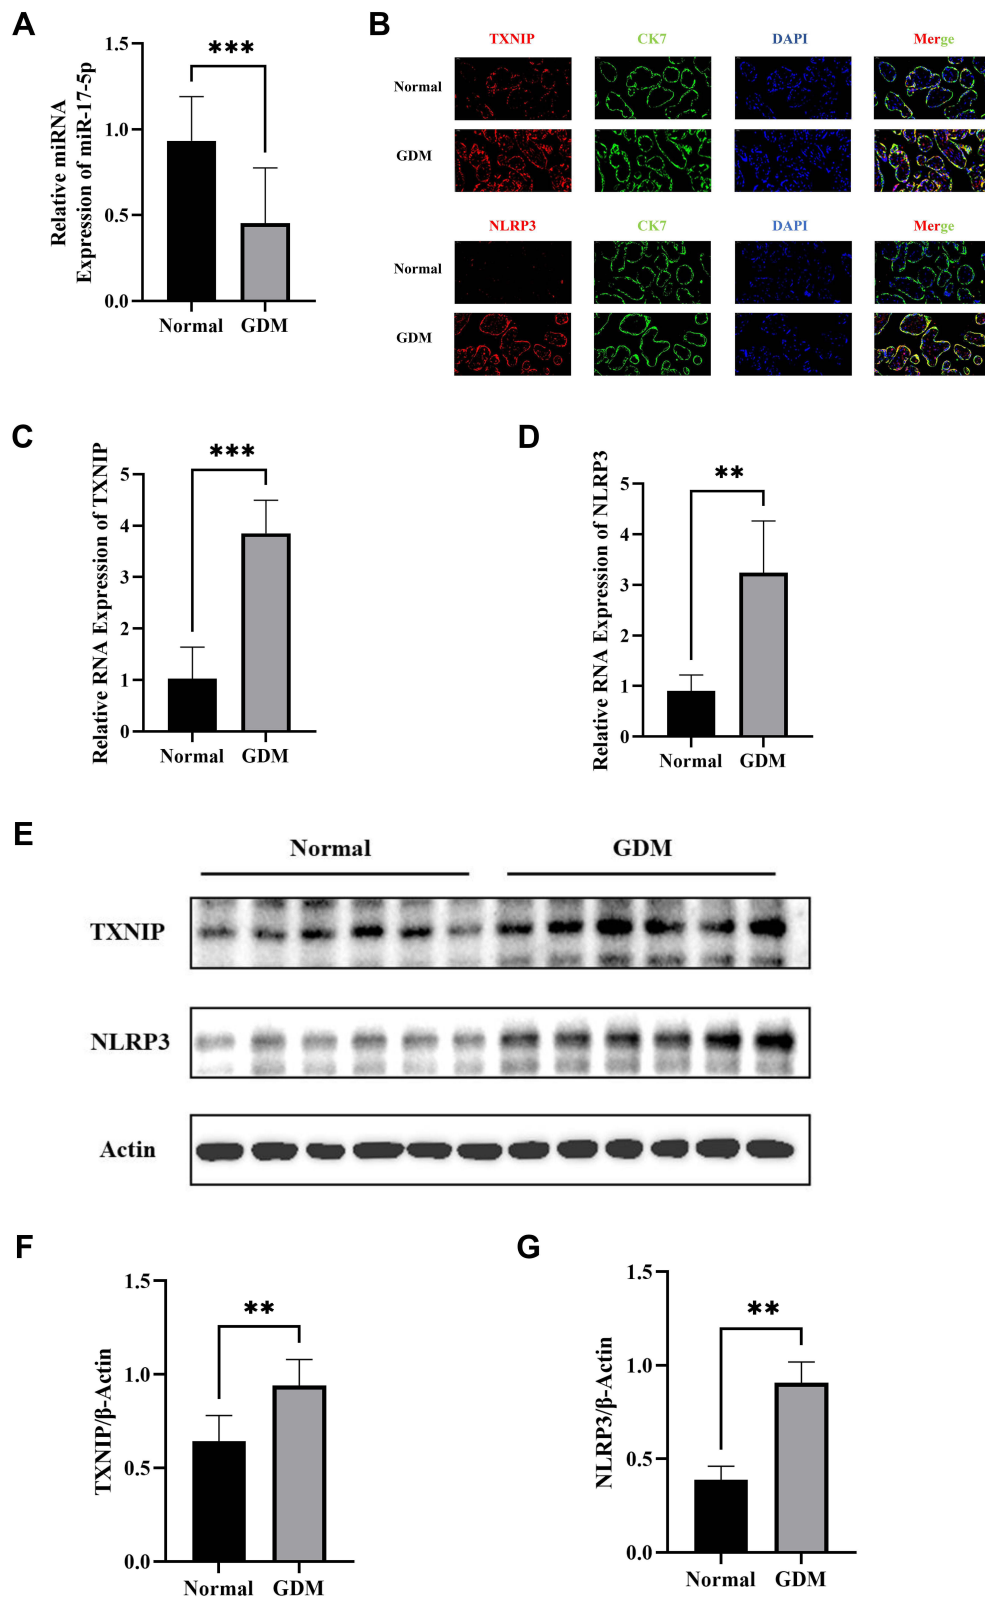 A
Relative miRNA
Expression of miR-17-5p
1.5
1.0
0.5
0.0
***
Normal
GDM
B
TXNIP
CK7
DAPI
Merge
Normal
GDM
NLRP3
CK7
DAPI
Merge
Normal
GDM
C
Relative RNA Expression of TXNIP
5
4
3
2
1
0
***
Normal
GDM
D
Relative RNA Expression of NLRP3
5
4
3
2
1
0
**
Normal
GDM
E
Normal
GDM
TXNIP
NLRP3
Actin
F
TXNIP/β-Actin
1.5
1.0
0.5
0.0
**
Normal
GDM
G
NLRP3/β-Actin
1.5
1.0
0.5
0.0
**
Normal
GDM